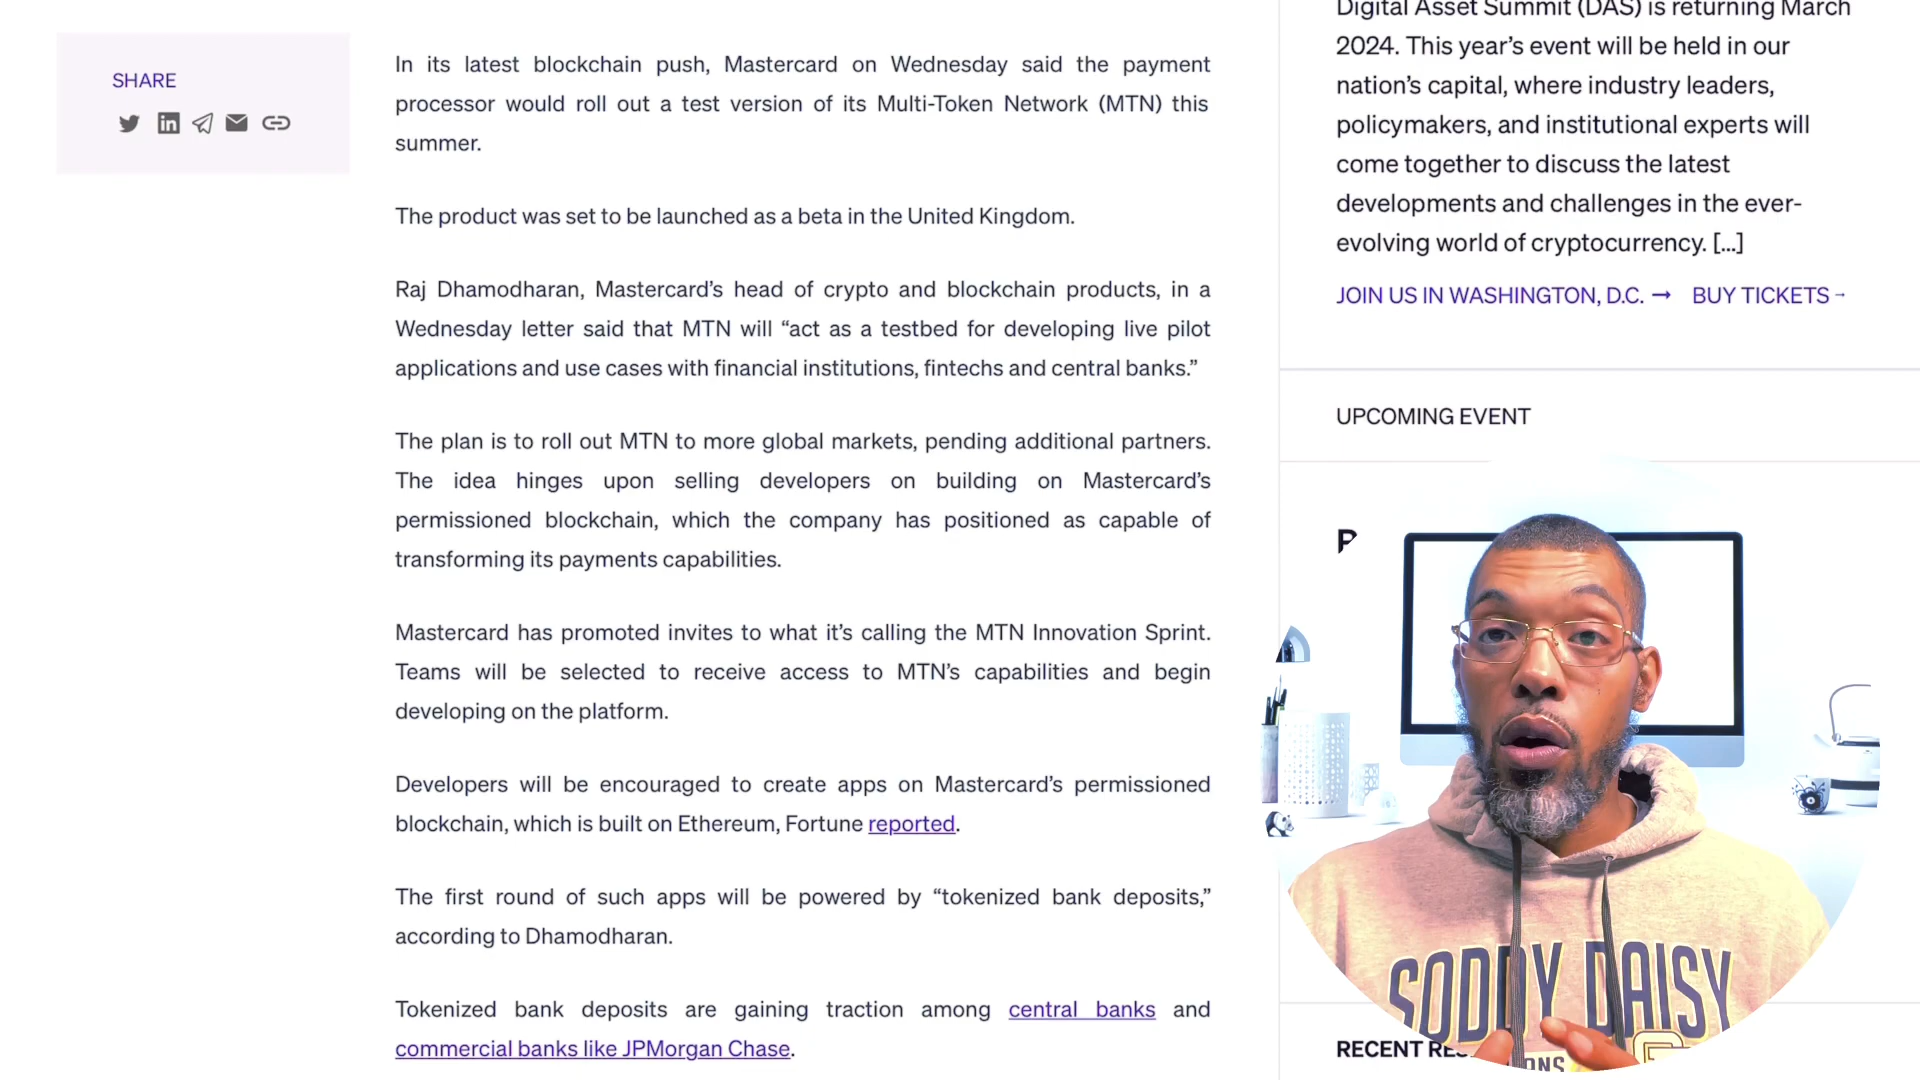 SHARE
In its latest blockchain push, Mastercard on Wednesday said the payment
processor would roll out a test version of its Multi-Token Network (MTN) this
summer.
The product was set to be launched as a beta in the United Kingdom.
Raj Dhamodharan, Mastercard’s head of crypto and blockchain products, in a
Wednesday letter said that MTN will “act as a testbed for developing live pilot
applications and use cases with financial institutions, fintechs and central banks.”
The plan is to roll out MTN to more global markets, pending additional partners.
The idea hinges upon selling developers on building on Mastercard’s
permissioned blockchain, which the company has positioned as capable of
transforming its payments capabilities.
Mastercard has promoted invites to what it’s calling the MTN Innovation Sprint.
Teams will be selected to receive access to MTN’s capabilities and begin
developing on the platform.
Developers will be encouraged to create apps on Mastercard’s permissioned
blockchain, which is built on Ethereum, Fortune reported.
The first round of such apps will be powered by “tokenized bank deposits,”
according to Dhamodharan.
Tokenized bank deposits are gaining traction among central banks and
commercial banks like JPMorgan Chase.
Digital Asset Summit (DAS) is returning March
2024. This year’s event will be held in our
nation’s capital, where industry leaders,
policymakers, and institutional experts will
come together to discuss the latest
developments and challenges in the ever-
evolving world of cryptocurrency. [...]
JOIN US IN WASHINGTON, D.C. → BUY TICKETS →
UPCOMING EVENT
P
SODDY DAISY
RECENT